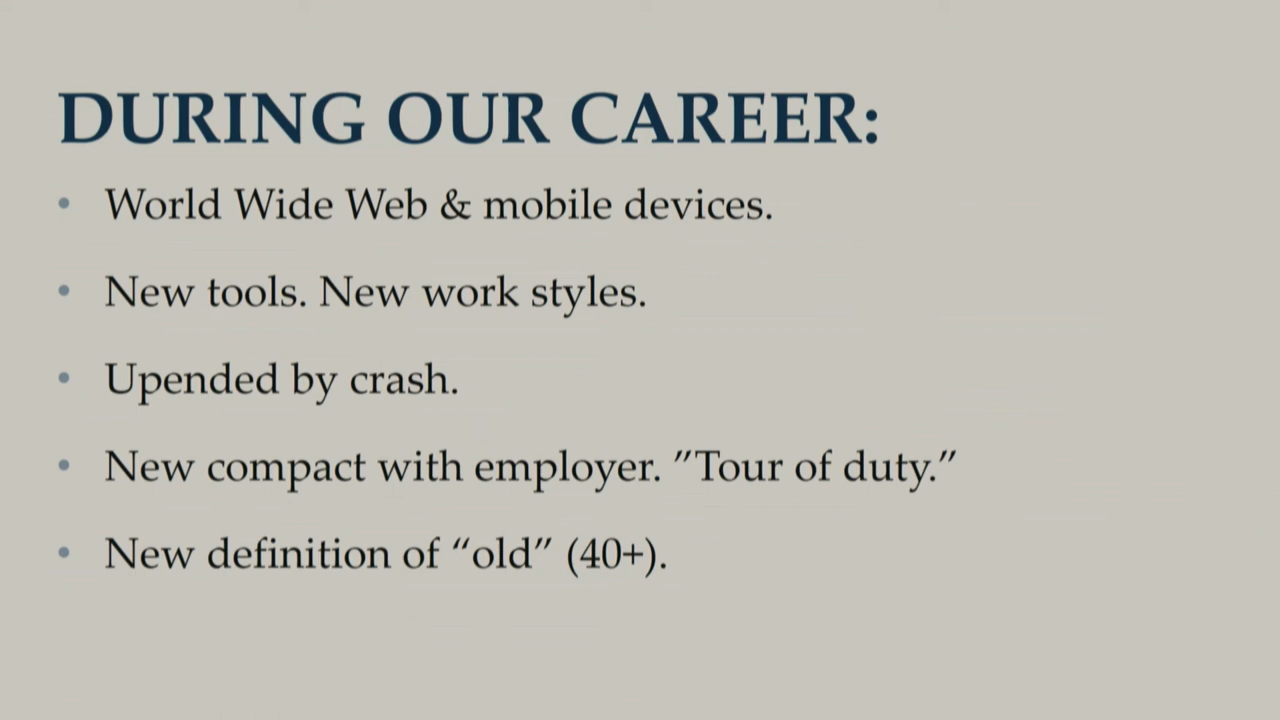 DURING OUR CAREER:
• World Wide Web & mobile devices.
• New tools. New work styles.
• Upended by crash.
• New compact with employer. ”Tour of duty.”
• New definition of “old” (40+).